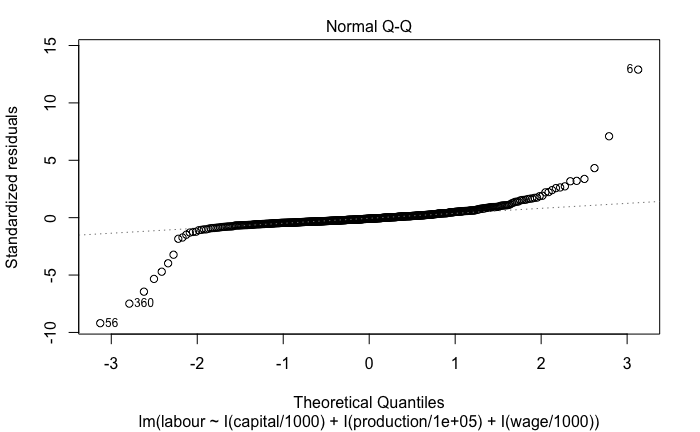 Normal Q-Q
Standardized residuals
15
10
5
0
-5
-10
6
360
56
-3 -2 -1 0 1 2 3
Theoretical Quantiles
lm(labour ~ I(capital/1000) + I(production/1e+05) + I(wage/1000))